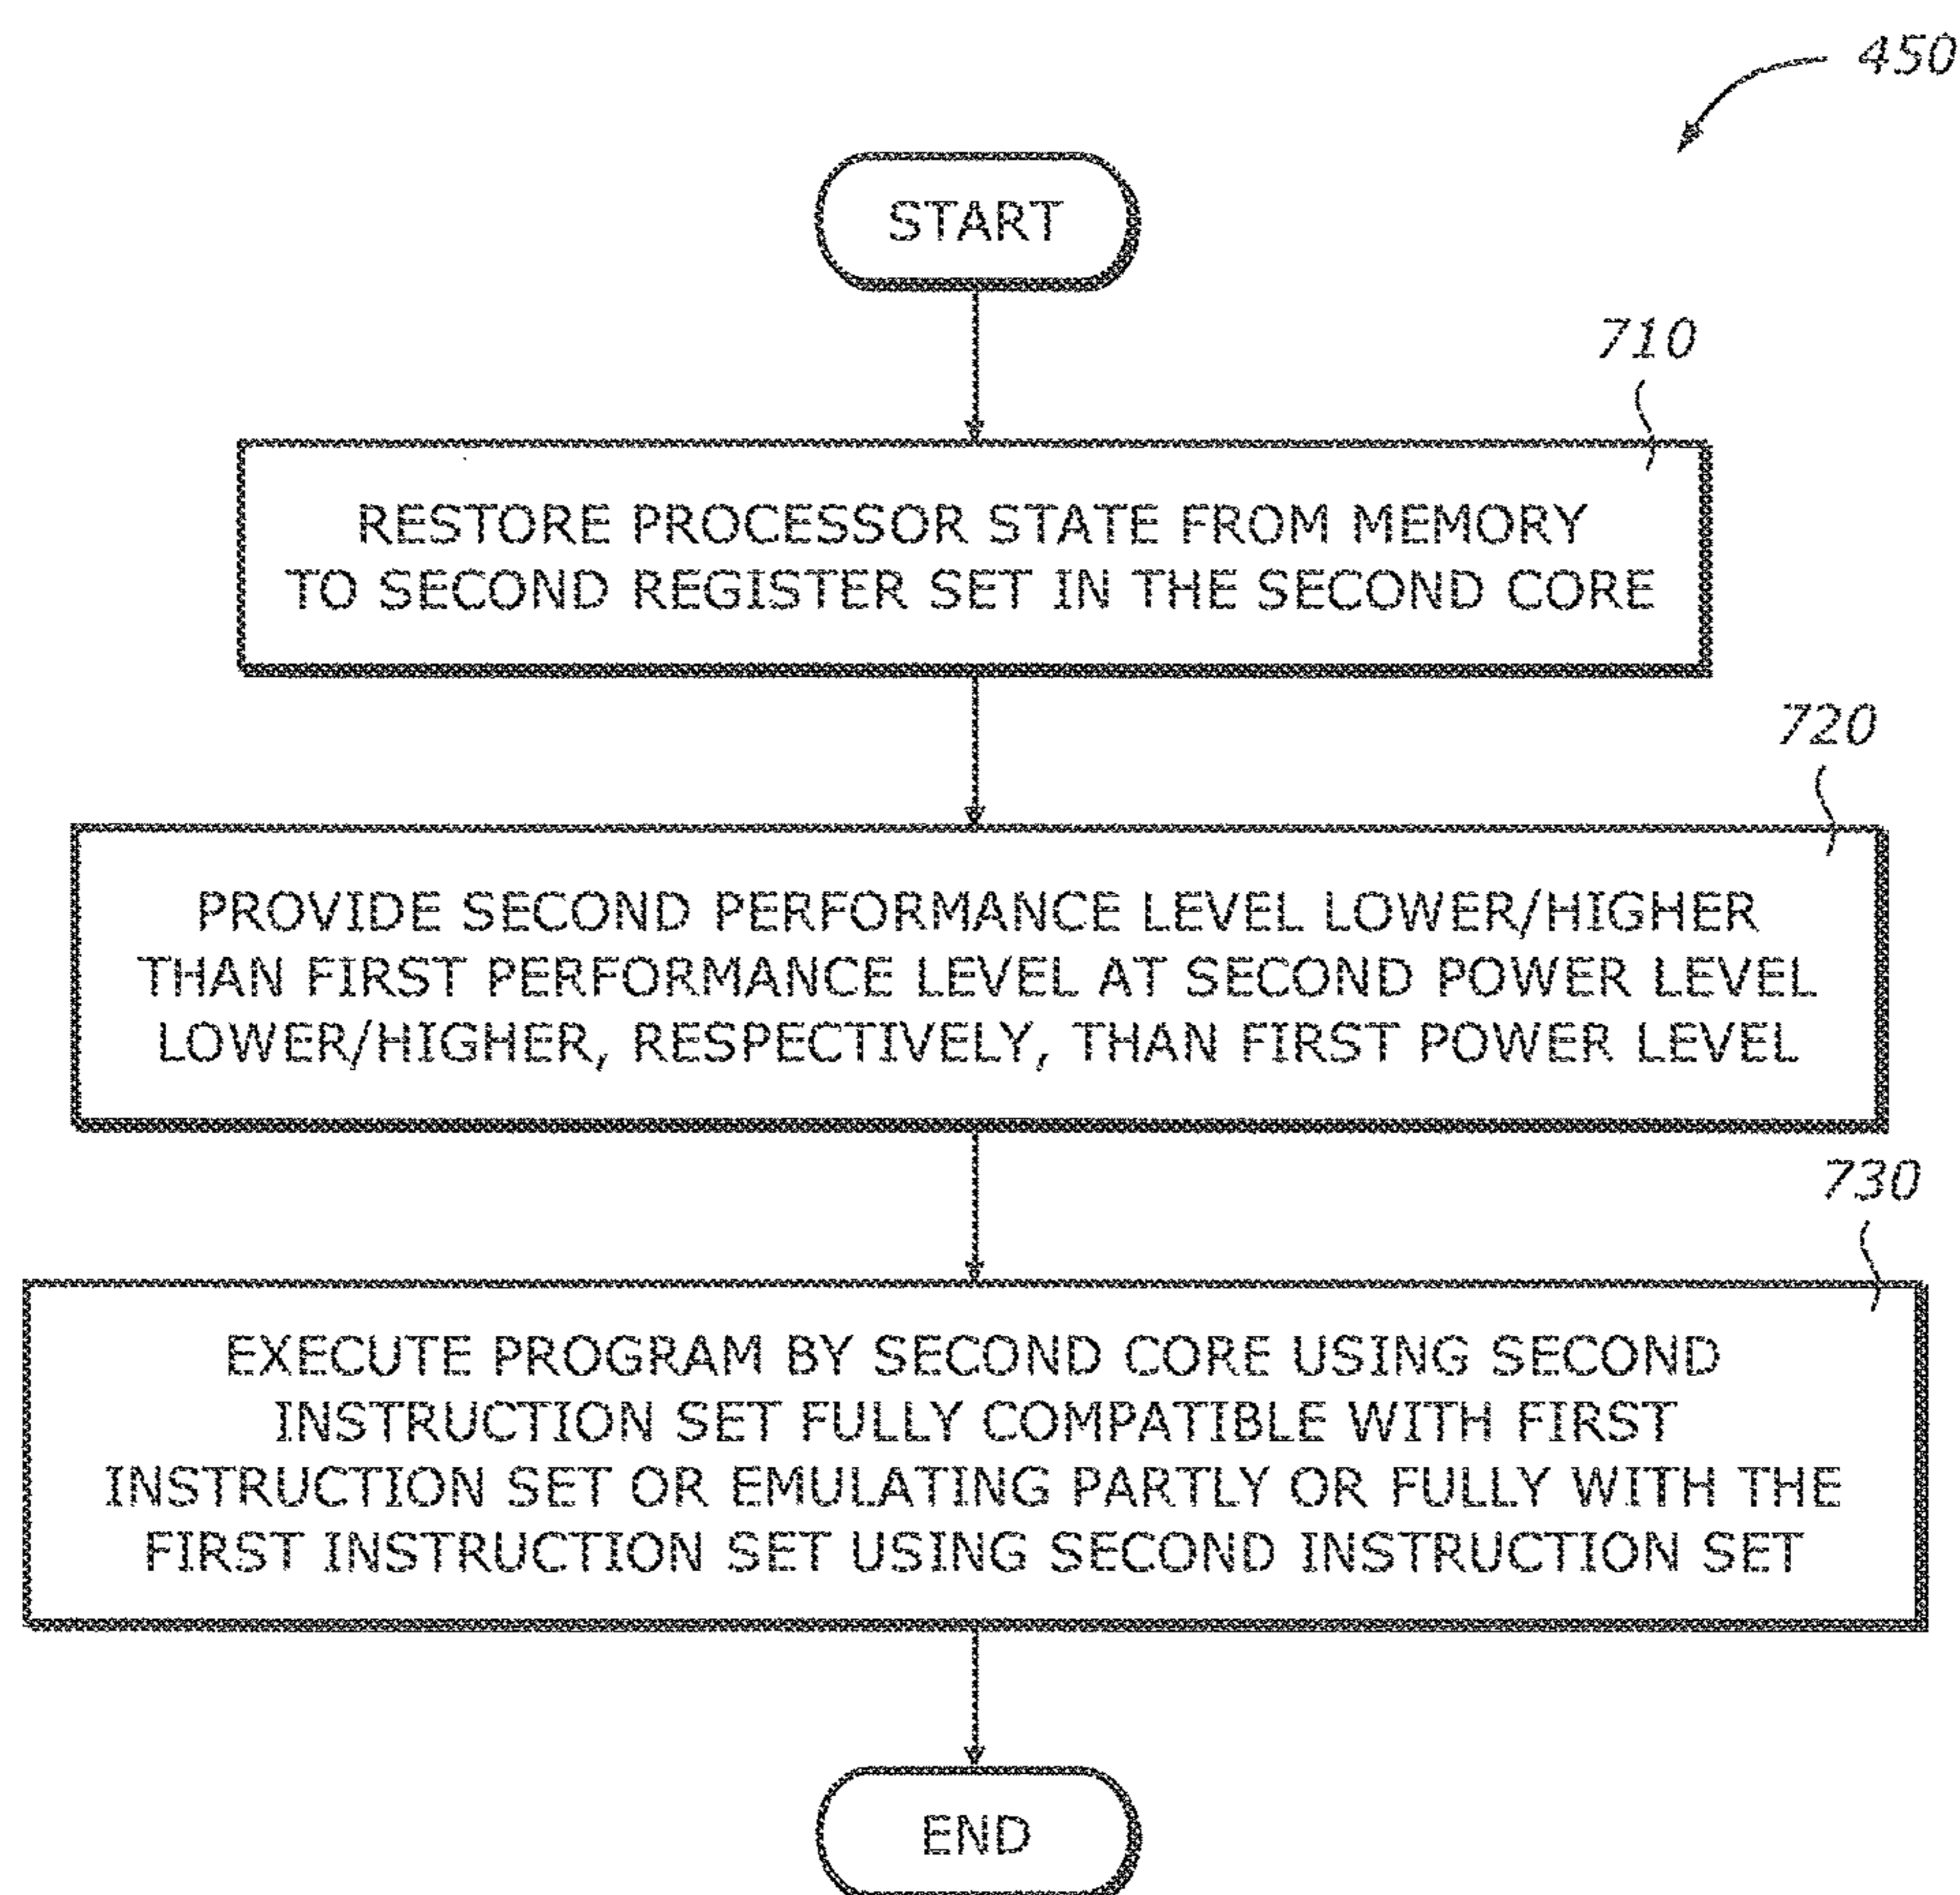 450
START
710
RESTORE PROCESSOR STATE FROM MEMORY
TO SECOND REGISTER SET IN THE SECOND CORE
720
PROVIDE SECOND PERFORMANCE LEVEL LOWER/HIGHER
THAN FIRST PERFORMANCE LEVEL AT SECOND POWER LEVEL
LOWER/HIGHER, RESPECTIVELY, THAN FIRST POWER LEVEL
730
EXECUTE PROGRAM BY SECOND CORE USING SECOND
INSTRUCTION SET FULLY COMPATIBLE WITH FIRST
INSTRUCTION SET OR EMULATING PARTLY OR FULLY WITH THE
FIRST INSTRUCTION SET USING SECOND INSTRUCTION SET
END